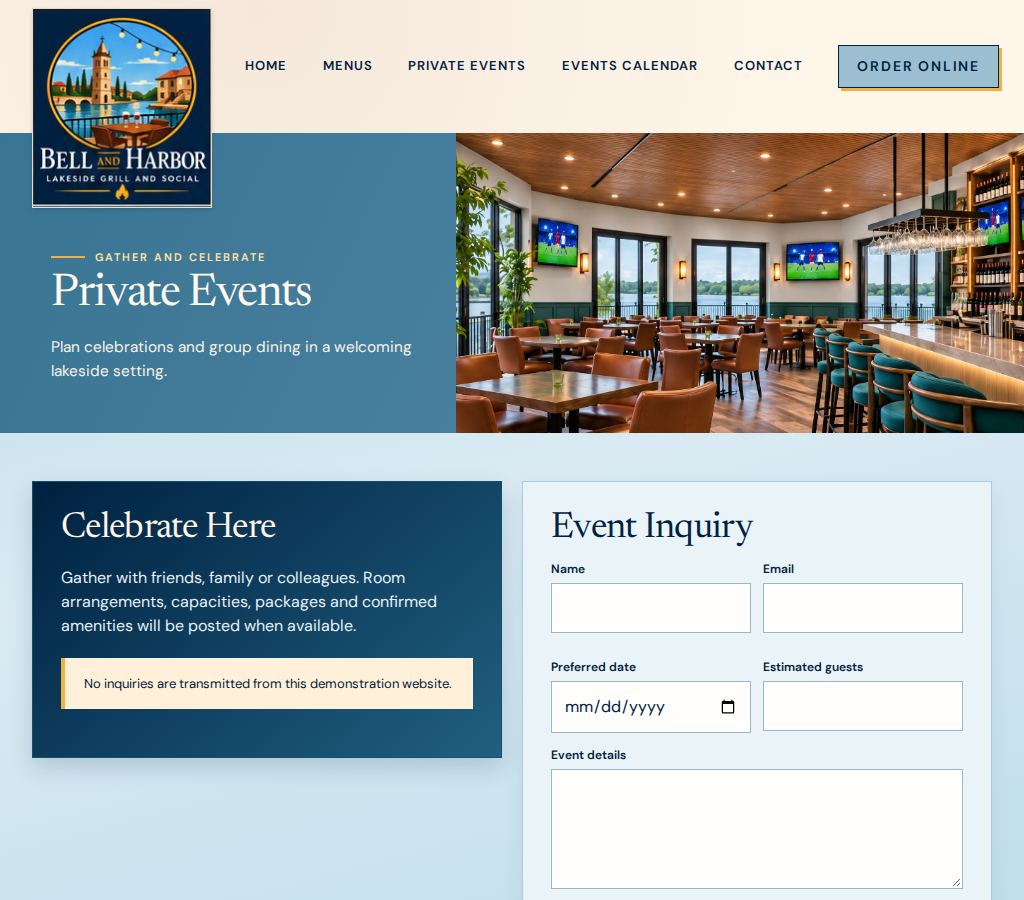 BELL AND HARBOR
LAKESIDE GRILL AND SOCIAL
HOME
MENUS
PRIVATE EVENTS
EVENTS CALENDAR
CONTACT
ORDER ONLINE
GATHER AND CELEBRATE
Private Events
Plan celebrations and group dining in a welcoming
lakeside setting.
Celebrate Here
Gather with friends, family or colleagues. Room
arrangements, capacities, packages and confirmed
amenities will be posted when available.
No inquiries are transmitted from this demonstration website.
Event Inquiry
Name
Email
Preferred date
Estimated guests
mm/dd/yyyy
Event details